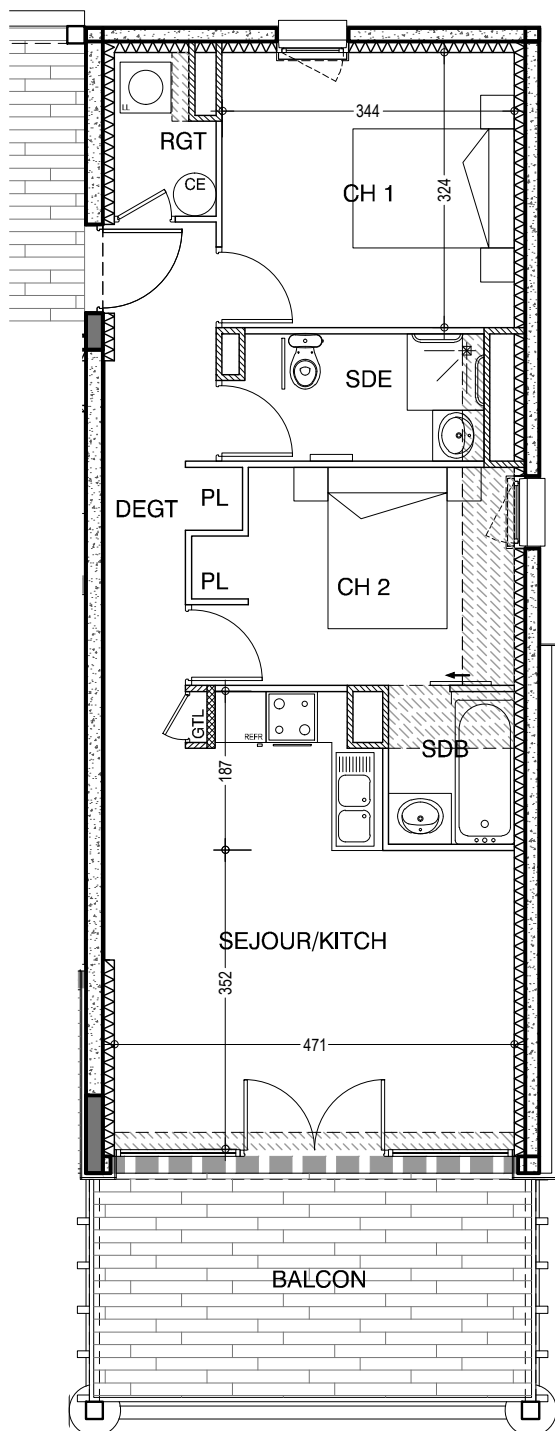 LL
344
RGT
CH 1
324
CE
SDE
DEGT
PL
PL
CH 2
GTL
REFR
SDB
187
SEJOUR/KITCH
352
471
BALCON